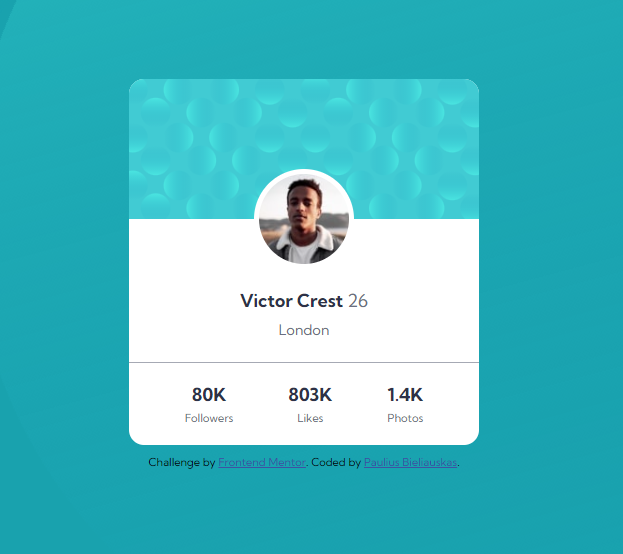 Victor Crest 26
London
80K 803K 1.4K
Followers Likes Photos
Challenge by Frontend Mentor. Coded by Paulius Bieliauskas.